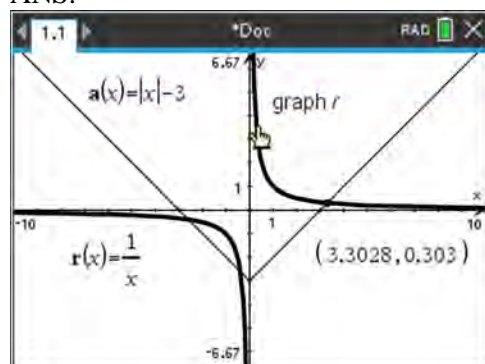 ANS:
1.1 *Doc RAD
6.67 y
a(x)=|x|-3
graph r
1
x
-10 1 10
r(x)=1/x
(3.3028,0.303)
-6.67